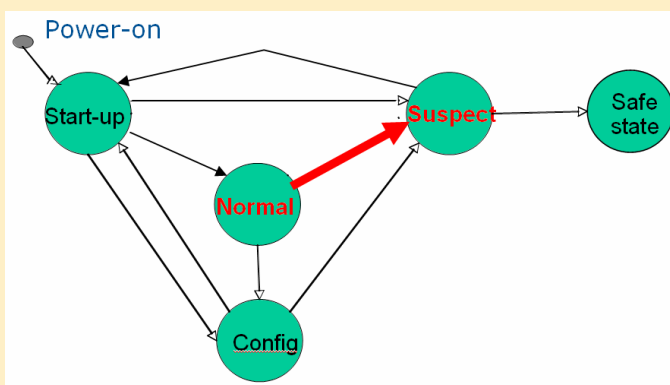 Power-on
Start-up
Suspect
Safe
state
Normal
Config